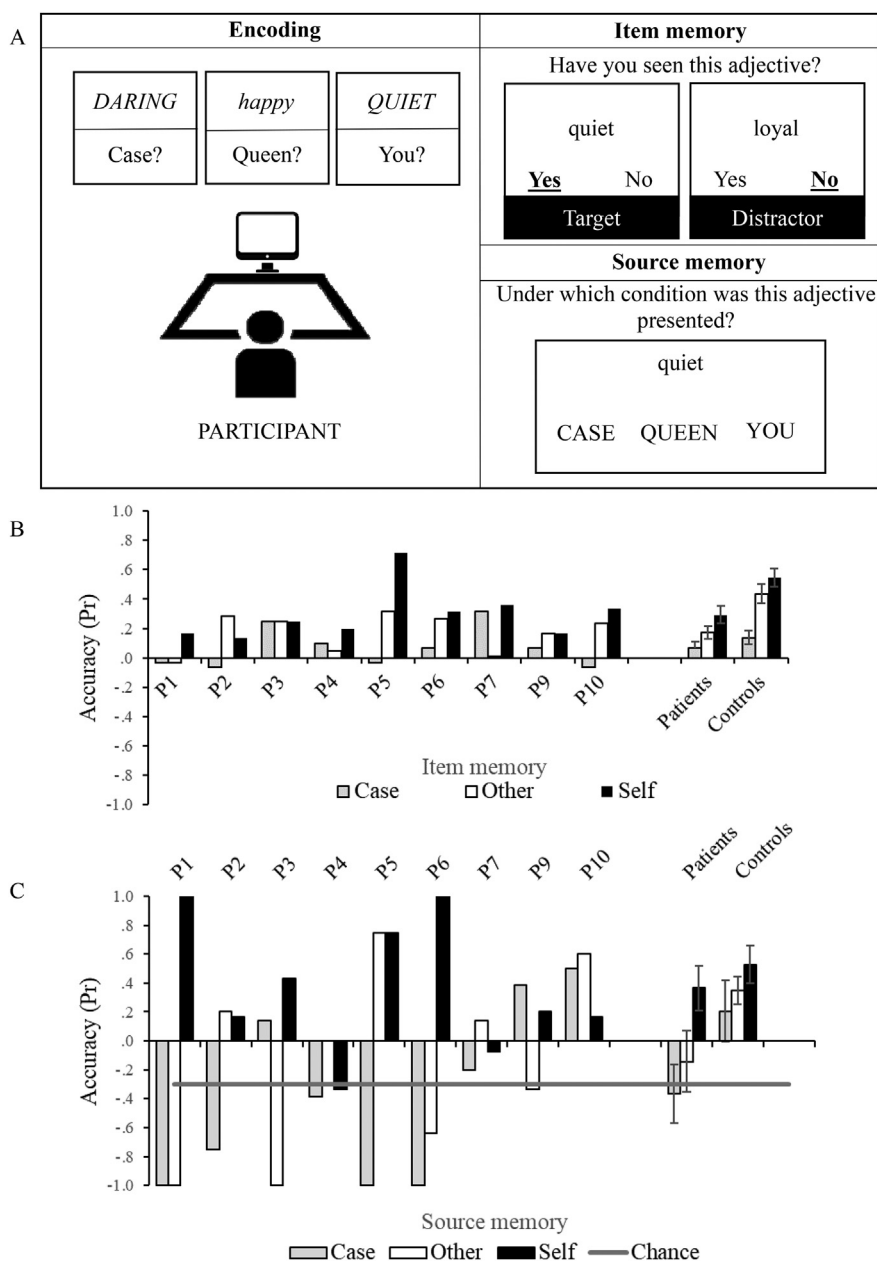 A
Encoding
DARING
happy
QUIET
Case?
Queen?
You?
PARTICIPANT
Item memory
Have you seen this adjective?
quiet
loyal
Yes
No
Yes
No
Target
Distractor
Source memory
Under which condition was this adjective
presented?
quiet
CASE
QUEEN
YOU
B
Accuracy (Pr)
1.0
.8
.6
.4
.2
.0
-.2
-.4
-.6
-.8
-1.0
P1
P2
P3
P4
P5
P6
P7
P9
P10
Patients
Controls
Item memory
Case
Other
Self
C
P1
P2
P3
P4
P5
P6
P7
P9
P10
Patients
Controls
Accuracy (Pr)
1.0
.8
.6
.4
.2
.0
-.2
-.4
-.6
-.8
-1.0
Source memory
Case
Other
Self
Chance